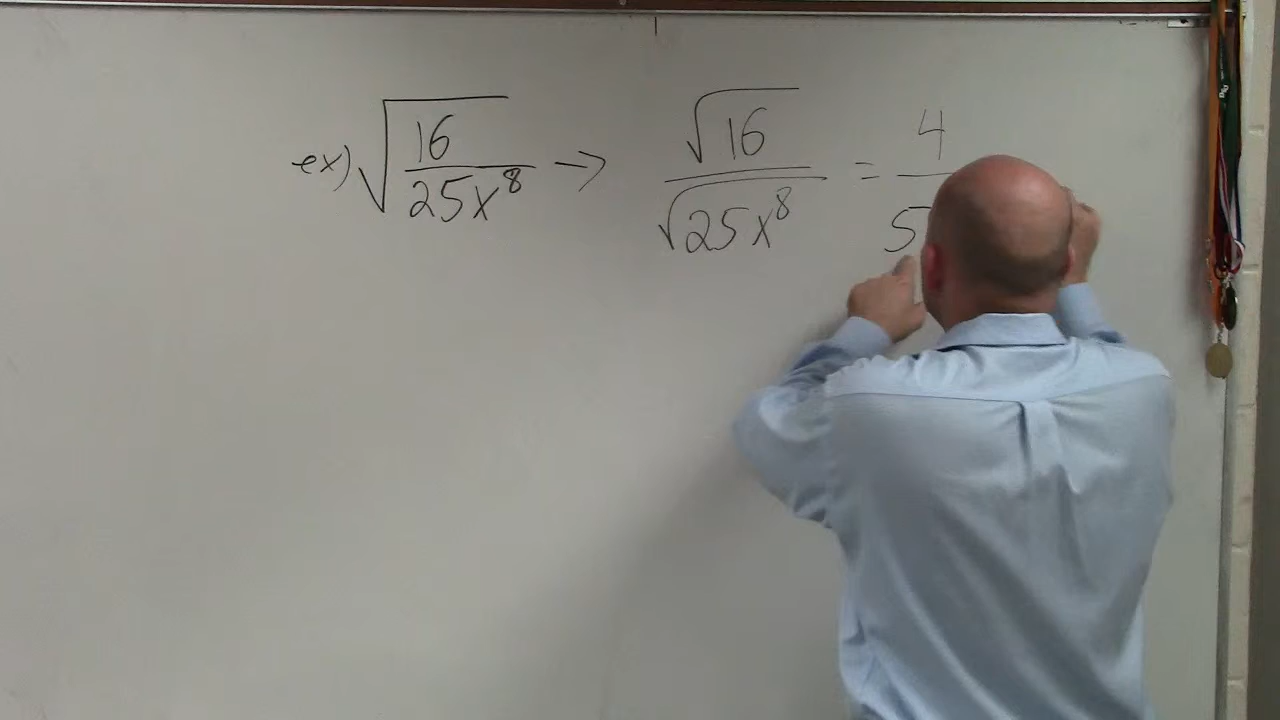 ex) √(16/25x⁸) → √16/√25x⁸ = 4/5